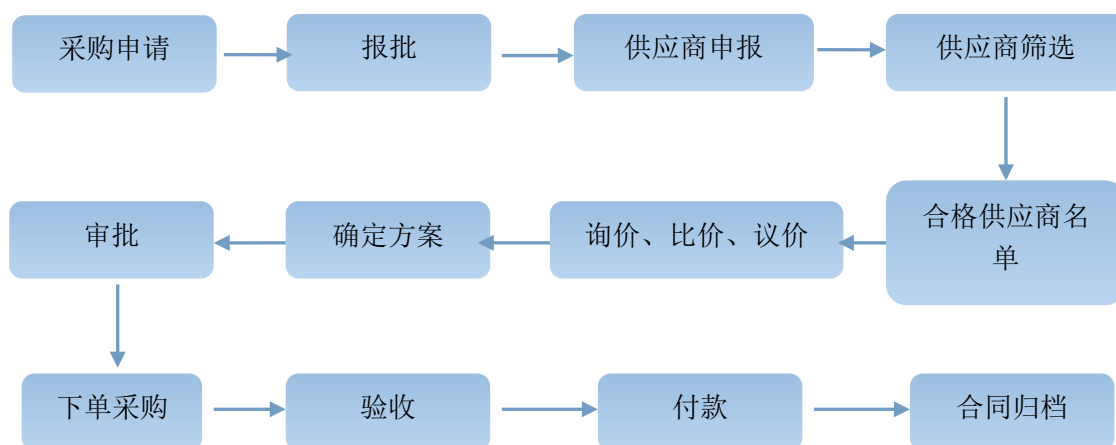 采购申请
报批
供应商申报
供应商筛选
合格供应商名
单
询价、比价、议价
确定方案
审批
下单采购
验收
付款
合同归档